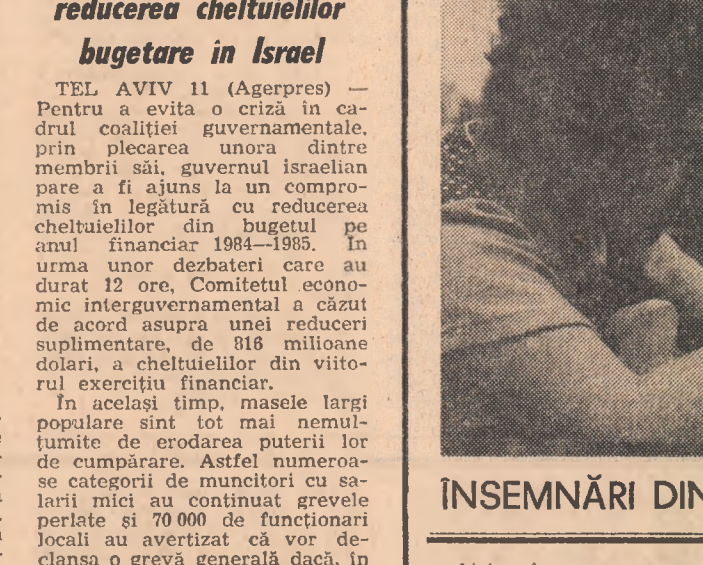 reducerea cheltuielilor
bugetare în Israel
TEL AVIV 11 (Agerpres) —
Pentru a evita o criză în ca-
drul coaliției guvernamentale,
prin plecarea unora dintre
membrii săi, guvernul israelian
pare a fi ajuns la un compro-
mis în legătură cu reducerea
cheltuielilor din bugetul pe
anul financiar 1984—1985. In
urma unor dezbateri care au
durat 12 ore, Comitetul econo-
mic interguvernamental a căzut
de acord asupra unei reduceri
suplimentare, de 816 milioane
dolari, a cheltuielilor din viito-
rul exercițiu financiar.
În același timp, masele largi
populare sînt tot mai nemul-
țumite de erodarea puterii lor
de cumpărare. Astfel numeroa-
se categorii de muncitori cu sa-
larii mici au continuat grevele
perlate și 70 000 de funcționari
locali au avertizat că vor de-
clanșa o grevă generală dacă, în
ÎNSEMNĂRI DIN